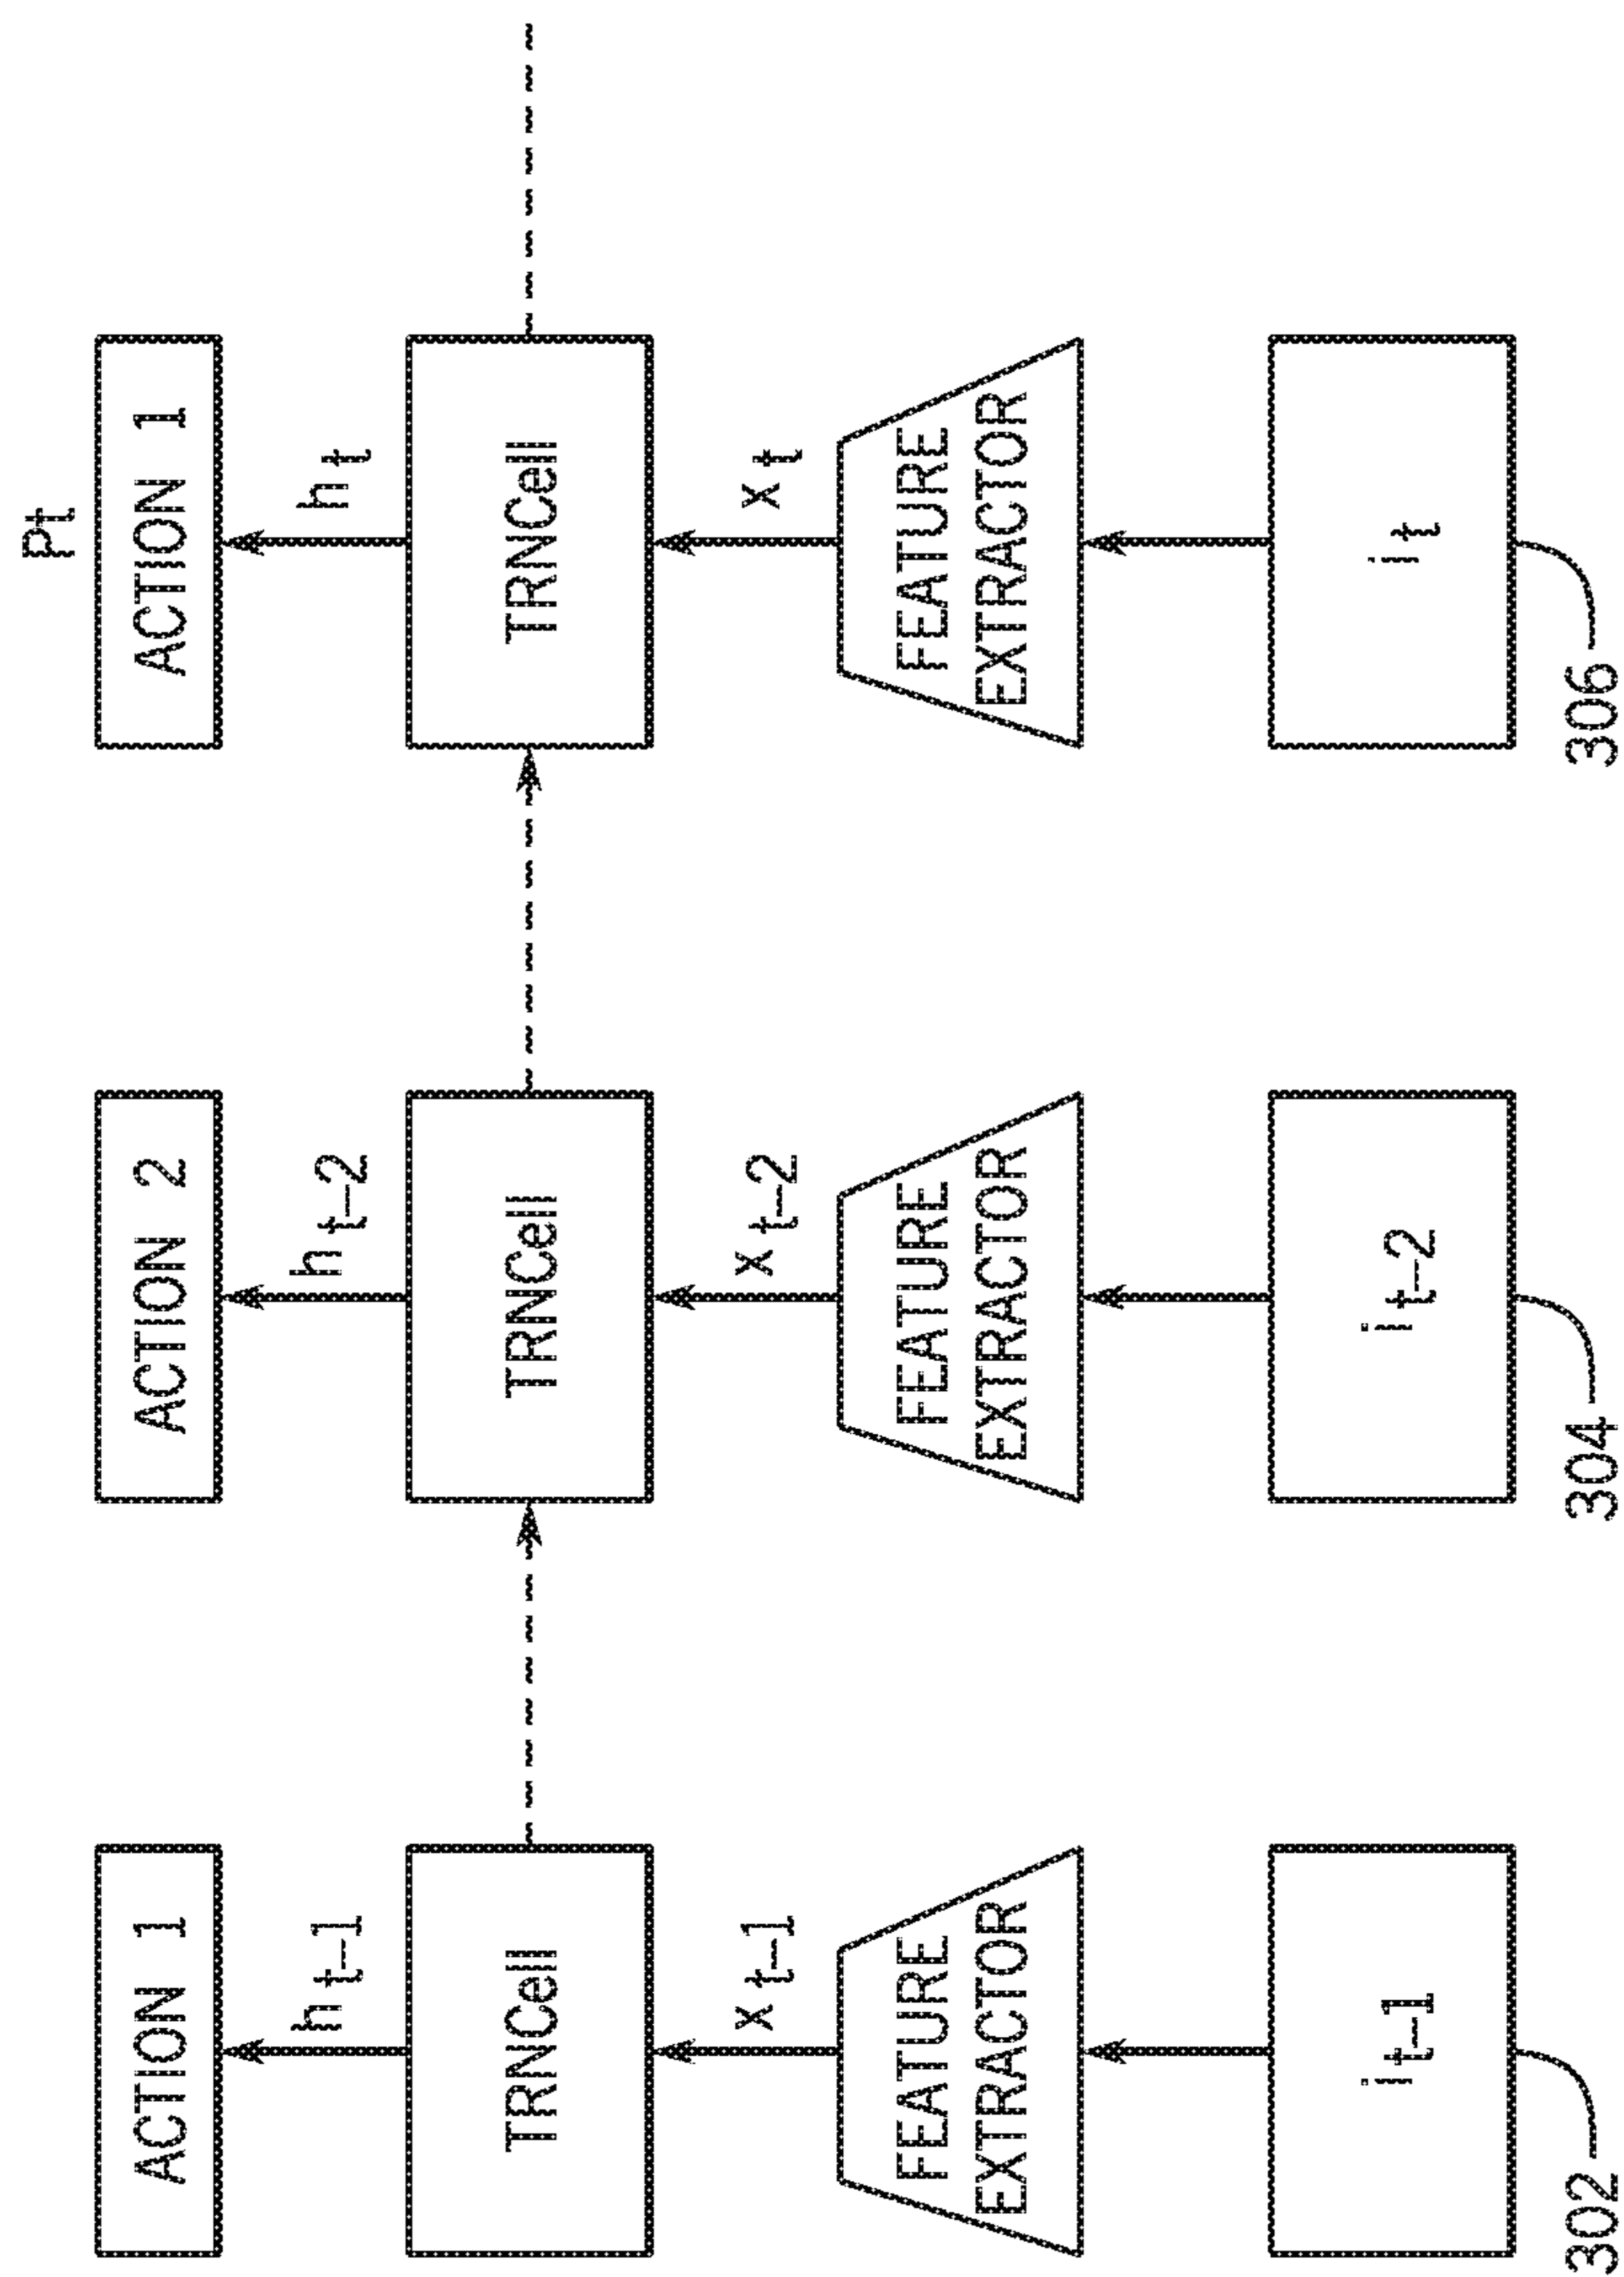 Pt
ACTION 1
ACTION 2
ACTION 1
h t-1
h t-2
h t
TRNCell
TRNCell
TRNCell
x t-1
x t-2
x t
FEATURE
EXTRACTOR
FEATURE
EXTRACTOR
FEATURE
EXTRACTOR
i t-1
i t-2
i t
302
304
306